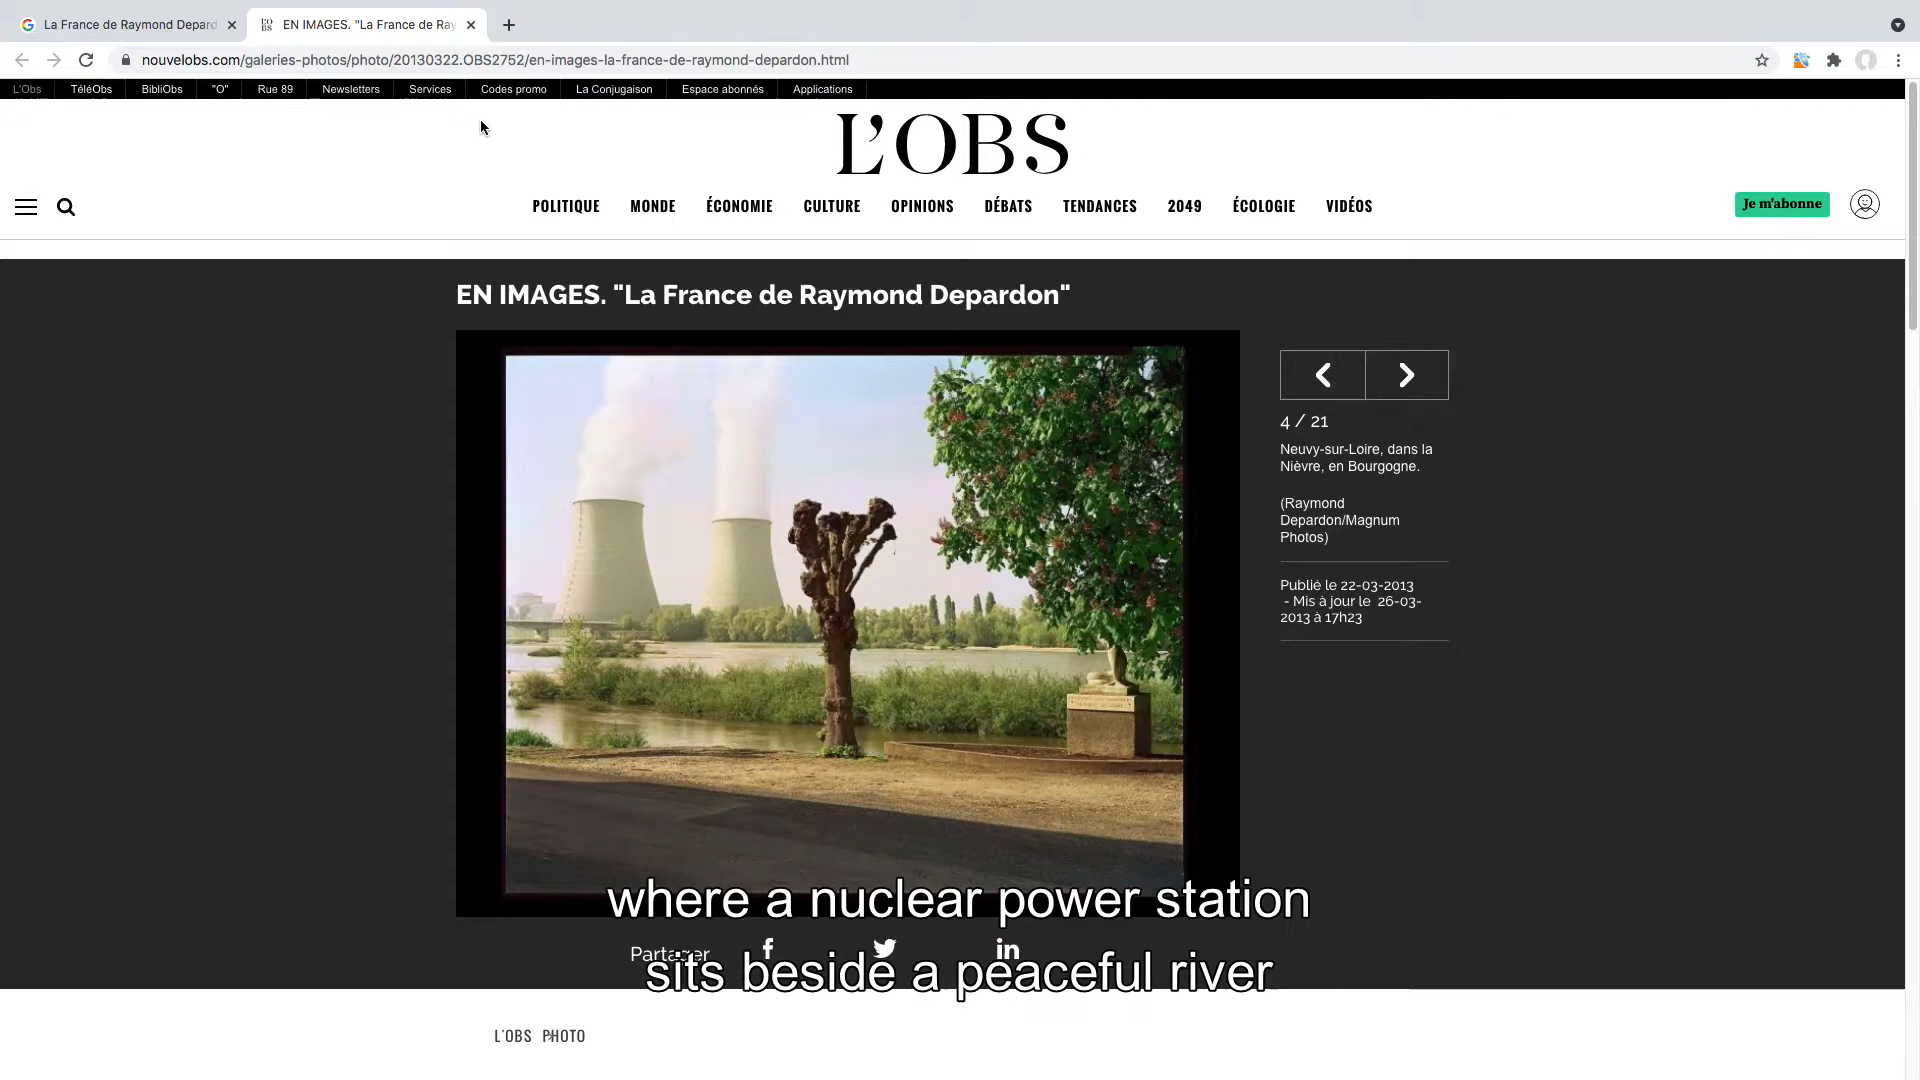 La France de Raymond Depard
EN IMAGES. "La France de Ray
nouvelobs.com/galeries-photos/photo/20130322.OBS2752/en-images-la-france-de-raymond-depardon.html
L'Obs TéléObs BibliObs "O" Rue 89 Newsletters Services Codes promo La Conjugaison Espace abonnés Applications
L'OBS
POLITIQUE MONDE ÉCONOMIE CULTURE OPINIONS DÉBATS TENDANCES 2049 ÉCOLOGIE VIDÉOS
Je m'abonne
EN IMAGES. "La France de Raymond Depardon"
4 / 21
Neuvy-sur-Loire, dans la
Nièvre, en Bourgogne.
(Raymond
Depardon/Magnum
Photos)
Publié le 22-03-2013
- Mis à jour le 26-03-
2013 à 17h23
where a nuclear power station
Partager
sits beside a peaceful river
L'OBS PHOTO